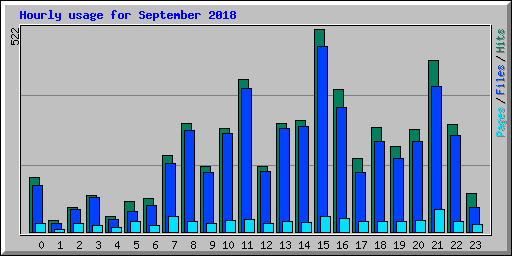 Hourly usage for September 2018
522
Pages/Files/Hits
0 1 2 3 4 5 6 7 8 9 10 11 12 13 14 15 16 17 18 19 20 21 22 23